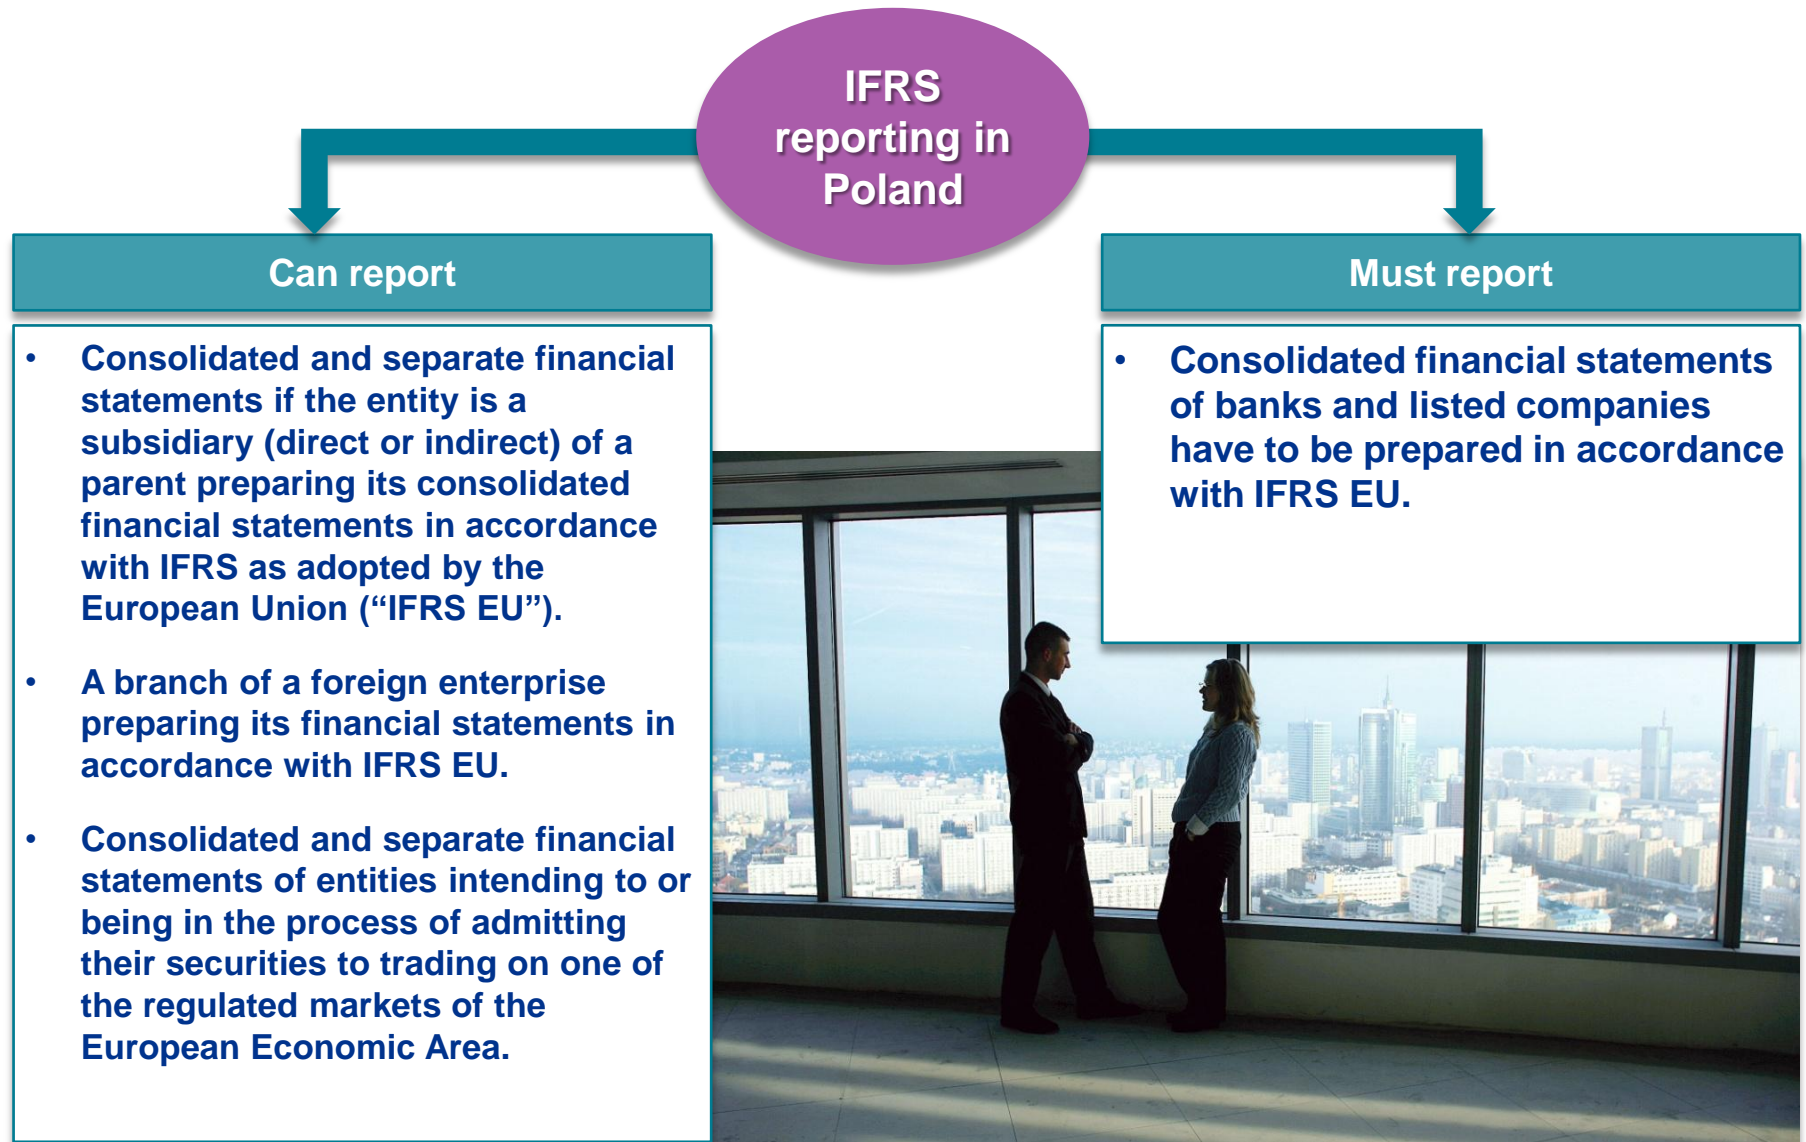 IFRS
reporting in
Poland
Can report
• Consolidated and separate financial
statements if the entity is a
subsidiary (direct or indirect) of a
parent preparing its consolidated
financial statements in accordance
with IFRS as adopted by the
European Union (“IFRS EU”).
• A branch of a foreign enterprise
preparing its financial statements in
accordance with IFRS EU.
• Consolidated and separate financial
statements of entities intending to or
being in the process of admitting
their securities to trading on one of
the regulated markets of the
European Economic Area.
Must report
• Consolidated financial statements
of banks and listed companies
have to be prepared in accordance
with IFRS EU.